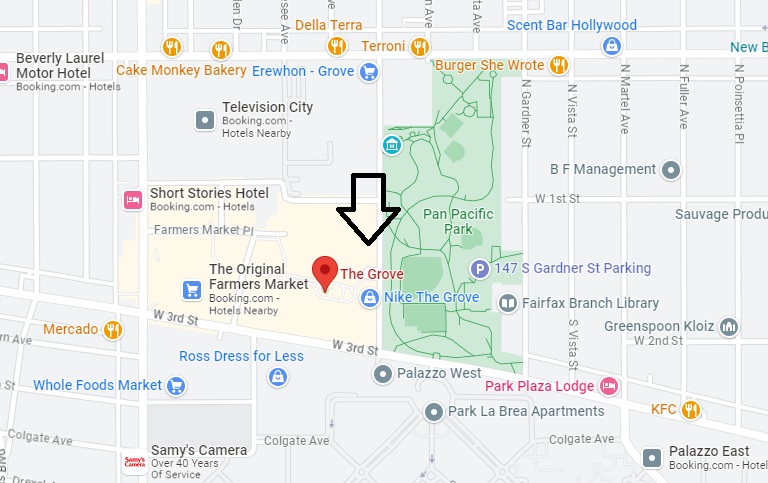 Della Terra
Scent Bar Hollywood
Terroni
New B
Beverly Laurel
Motor Hotel
Booking.com - Hotels
Cake Monkey Bakery
Erewhon - Grove
Burger She Wrote
Television City
Booking.com -
Hotels Nearby
N Gardner St
N Vista St
N Martel Ave
N Fuller Ave
N Poinsettia Pl
B F Management
Short Stories Hotel
Booking.com - Hotels
W 1st St
Farmers Market Pl
Pan Pacific
Park
Sauvage Produ
The Original
Farmers Market
Booking.com -
Hotels Nearby
The Grove
P
147 S Gardner St Parking
Nike The Grove
Fairfax Branch Library
Mercado
W 3rd St
W 3rd St
S Vista St
Greenspoon Kloiz
W 2nd St
Ross Dress for Less
Whole Foods Market
Palazzo West
Park Plaza Lodge
Park La Brea Apartments
KFC
Colgate Ave
Colgate Ave
Colgate Ave
Samy's Camera
Over 40 Years
Of Service
Palazzo East
Booking.com - Hotel